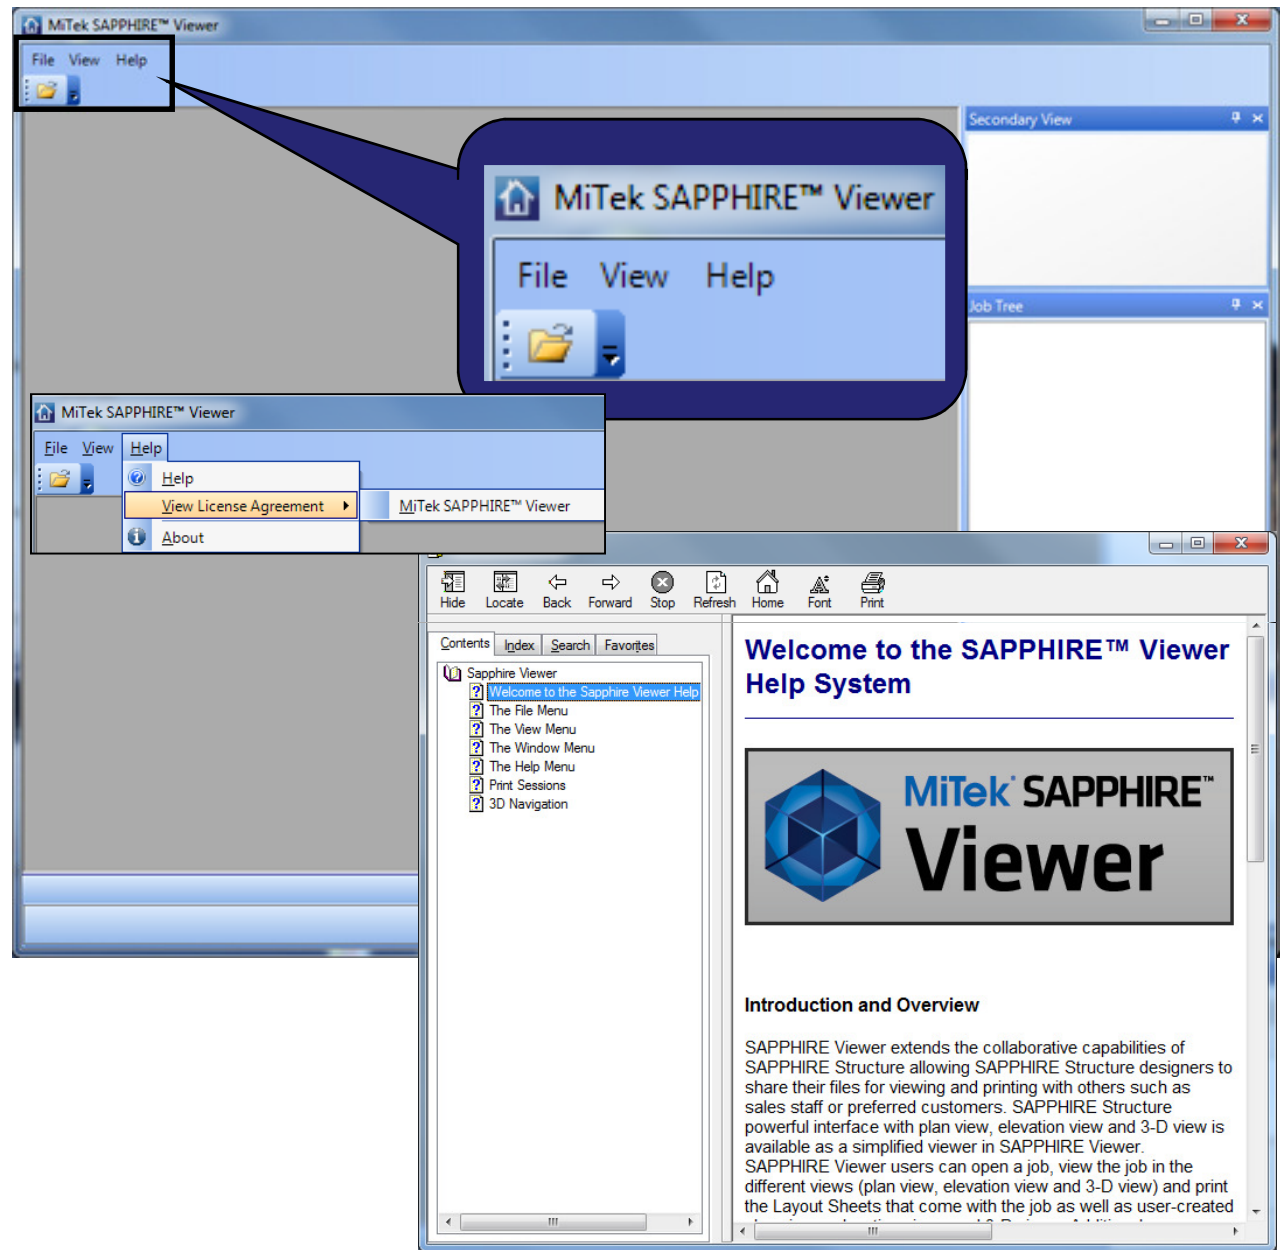 MiTek SAPPHIRE™ Viewer
File View Help
Secondary View
MiTek SAPPHIRE™ Viewer
File View Help
Job Tree
MiTek SAPPHIRE™ Viewer
File View Help
Help
View License Agreement
MiTek SAPPHIRE™ Viewer
About
Hide Locate Back Forward Stop Refresh Home Font Print
Contents Index Search Favorites
Sapphire Viewer
Welcome to the Sapphire Viewer Help
The File Menu
The View Menu
The Window Menu
The Help Menu
Print Sessions
3D Navigation
Welcome to the SAPPHIRE™ Viewer
Help System
MiTek SAPPHIRE™
Viewer
Introduction and Overview
SAPPHIRE Viewer extends the collaborative capabilities of
SAPPHIRE Structure allowing SAPPHIRE Structure designers to
share their files for viewing and printing with others such as
sales staff or preferred customers. SAPPHIRE Structure
powerful interface with plan view, elevation view and 3-D view is
available as a simplified viewer in SAPPHIRE Viewer.
SAPPHIRE Viewer users can open a job, view the job in the
different views (plan view, elevation view and 3-D view) and print
the Layout Sheets that come with the job as well as user-created